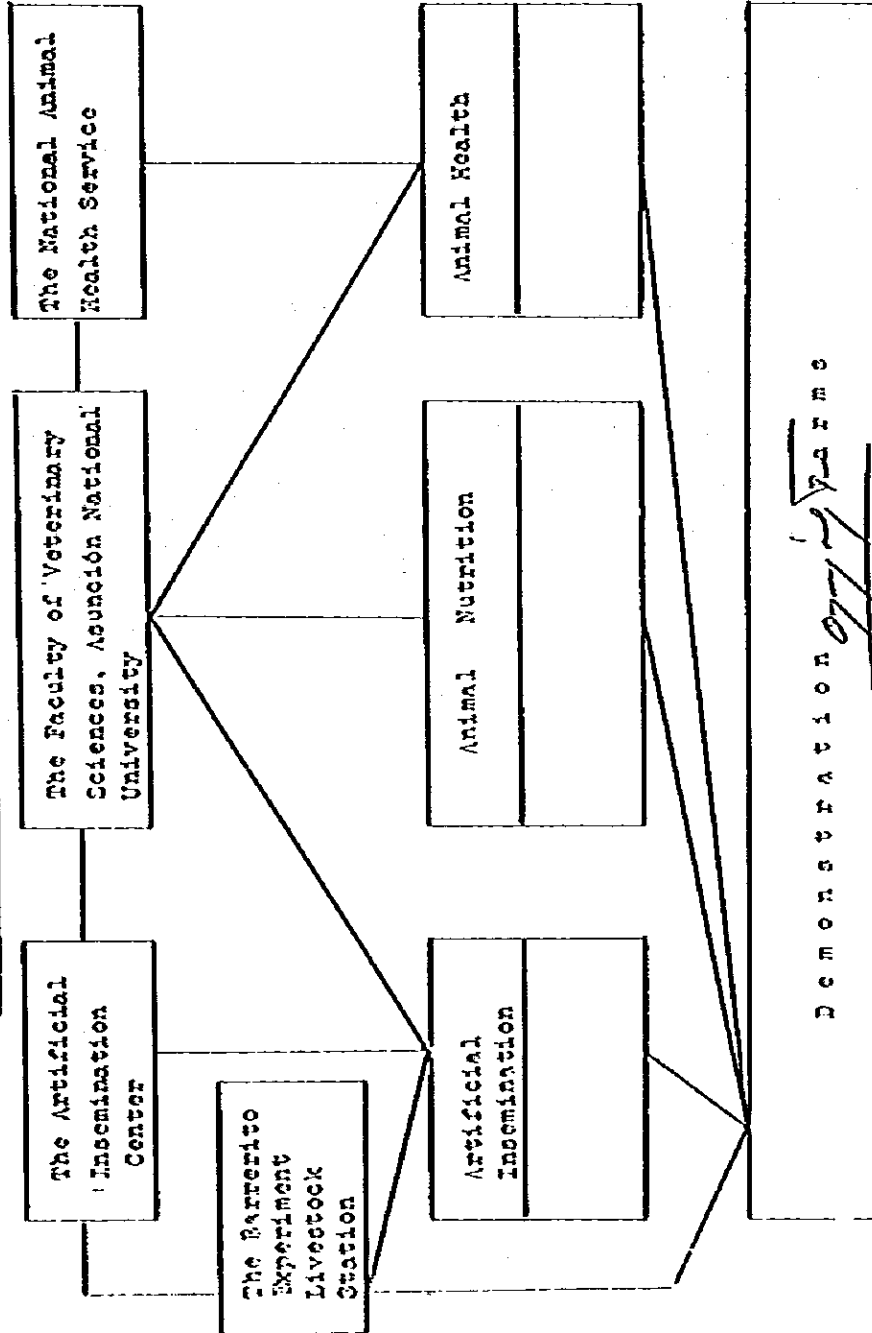 The Artificial
Insemination
Center
The Faculty of Veterinary
Sciences, Asunción National
University
The National Animal
Health Service
The Barrerito
Experiment
Livestock
Station
Artificial
Insemination
Animal Nutrition
Animal Health
Demonstration Farms